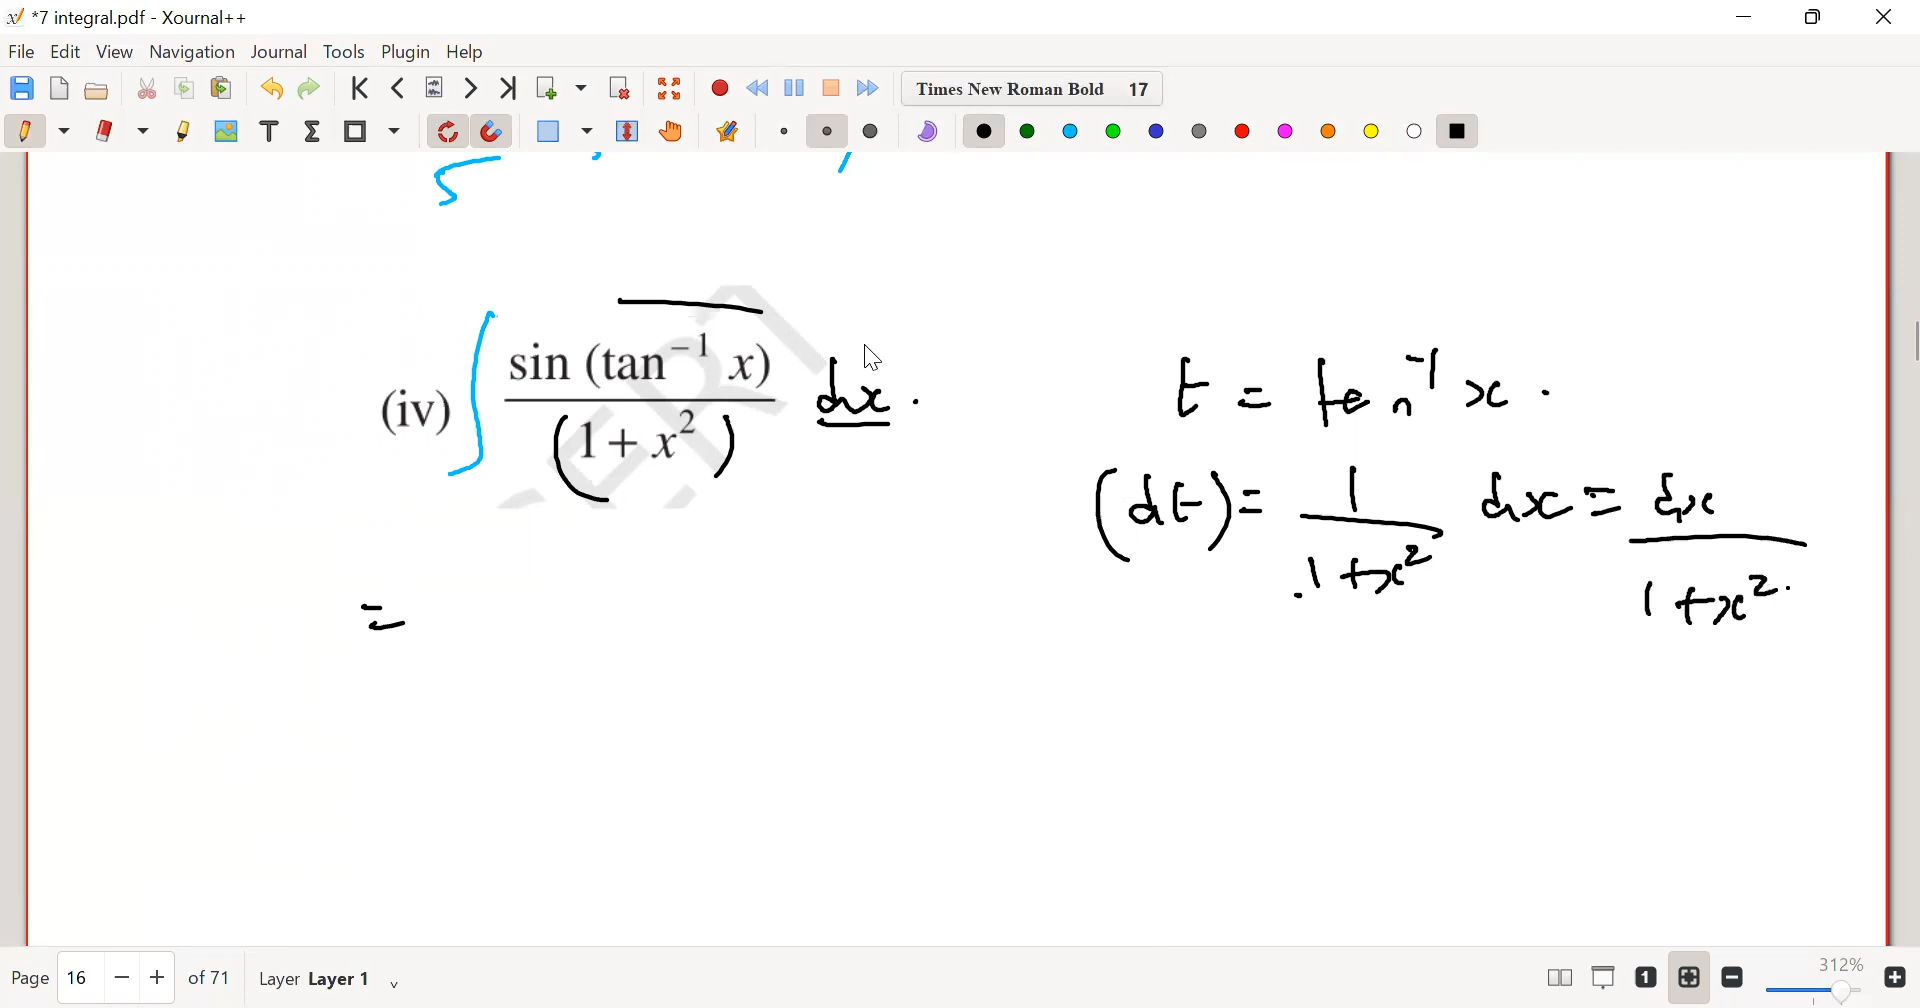 *7 integral.pdf - Xournal++
File Edit View Navigation Journal Tools Plugin Help
Times New Roman Bold 17
(iv) ∫ sin (tan⁻¹ x) / (1 + x²) dx .
t = tan⁻¹ x .
(dt) = 1 / 1 + x² dx = dx / 1 + x² .
=
Page 16 of 71 Layer Layer 1 312%